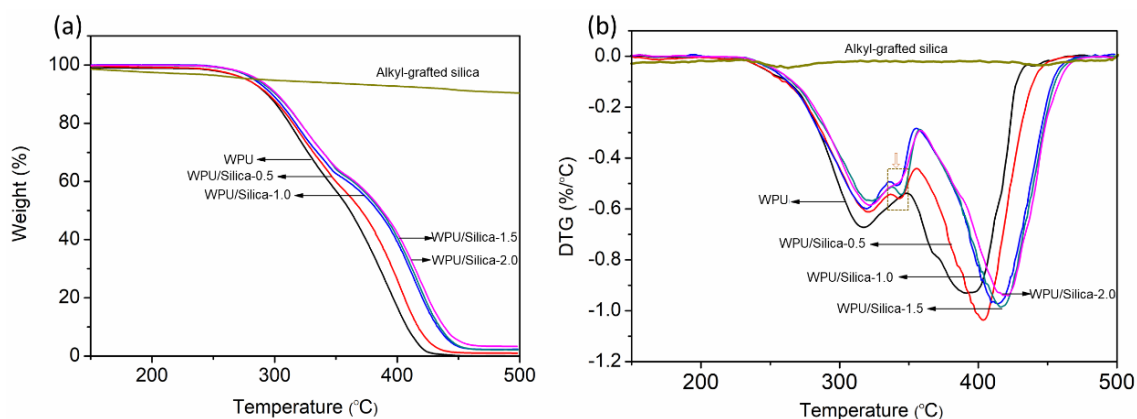 (a)
100
80
60
40
20
0
Weight (%)
200
300
400
500
Temperature (°C)
Alkyl-grafted silica
WPU
WPU/Silica-0.5
WPU/Silica-1.0
WPU/Silica-1.5
WPU/Silica-2.0
(b)
0.0
-0.2
-0.4
-0.6
-0.8
-1.0
-1.2
DTG (%/°C)
200
300
400
500
Temperature (°C)
Alkyl-grafted silica
WPU
WPU/Silica-0.5
WPU/Silica-1.0
WPU/Silica-2.0
WPU/Silica-1.5